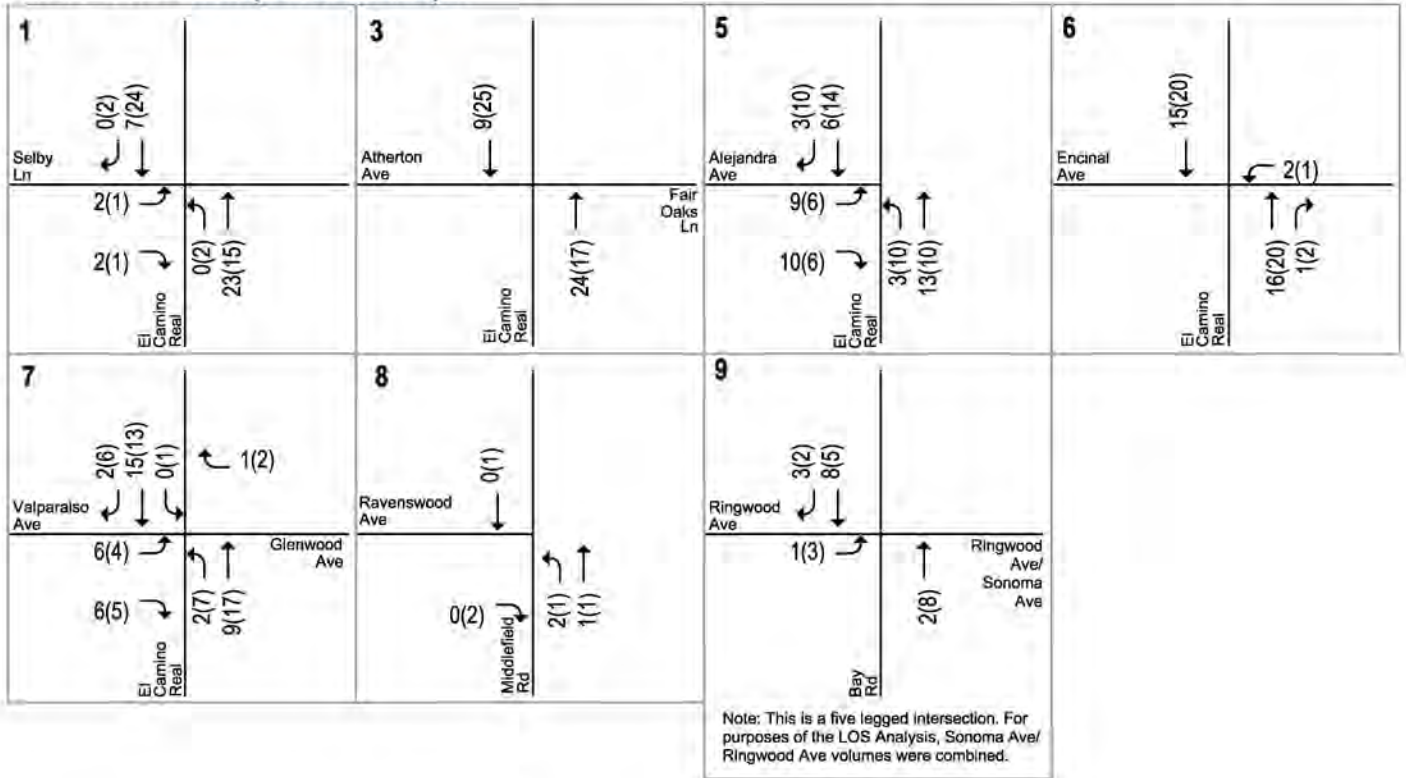 1
0(2)
7(24)
Selby
Ln
2(1)
2(1)
0(2)
23(15)
El
Camino
Real
3
9(25)
Atherton
Ave
Fair
Oaks
Ln
24(17)
El
Camino
Real
5
3(10)
6(14)
Alejandra
Ave
9(6)
10(6)
3(10)
13(10)
El
Camino
Real
6
15(20)
Encinal
Ave
2(1)
16(20)
1(2)
El
Camino
Real
7
2(6)
15(13)
0(1)
1(2)
Valparaiso
Ave
6(4)
Glenwood
Ave
6(5)
2(7)
9(17)
El
Camino
Real
8
0(1)
Ravenswood
Ave
0(2)
2(1)
1(1)
Middlefield
Rd
9
3(2)
8(5)
Ringwood
Ave
1(3)
Ringwood
Ave/
Sonoma
Ave
2(8)
Bay
Rd
Note: This is a five legged intersection. For
purposes of the LOS Analysis, Sonoma Ave/
Ringwood Ave volumes were combined.